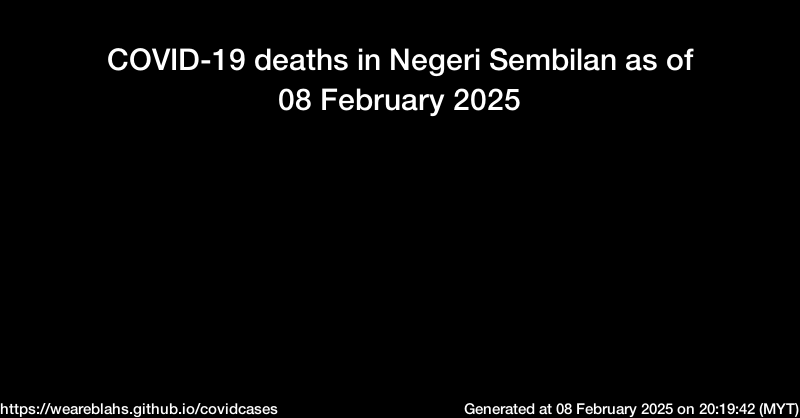 COVID-19 deaths in Negeri Sembilan as of
08 February 2025
https://weareblahs.github.io/covidcases
Generated at 08 February 2025 on 20:19:42 (MYT)